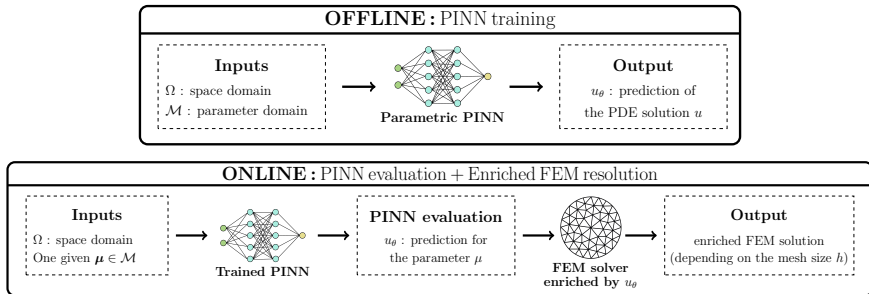 OFFLINE : PINN training
Inputs
Ω : space domain
ℳ : parameter domain
Parametric PINN
Output
u_θ : prediction of
the PDE solution u
ONLINE : PINN evaluation + Enriched FEM resolution
Inputs
Ω : space domain
One given μ ∈ ℳ
Trained PINN
PINN evaluation
u_θ : prediction for
the parameter μ
FEM solver
enriched by u_θ
Output
enriched FEM solution
(depending on the mesh size h)